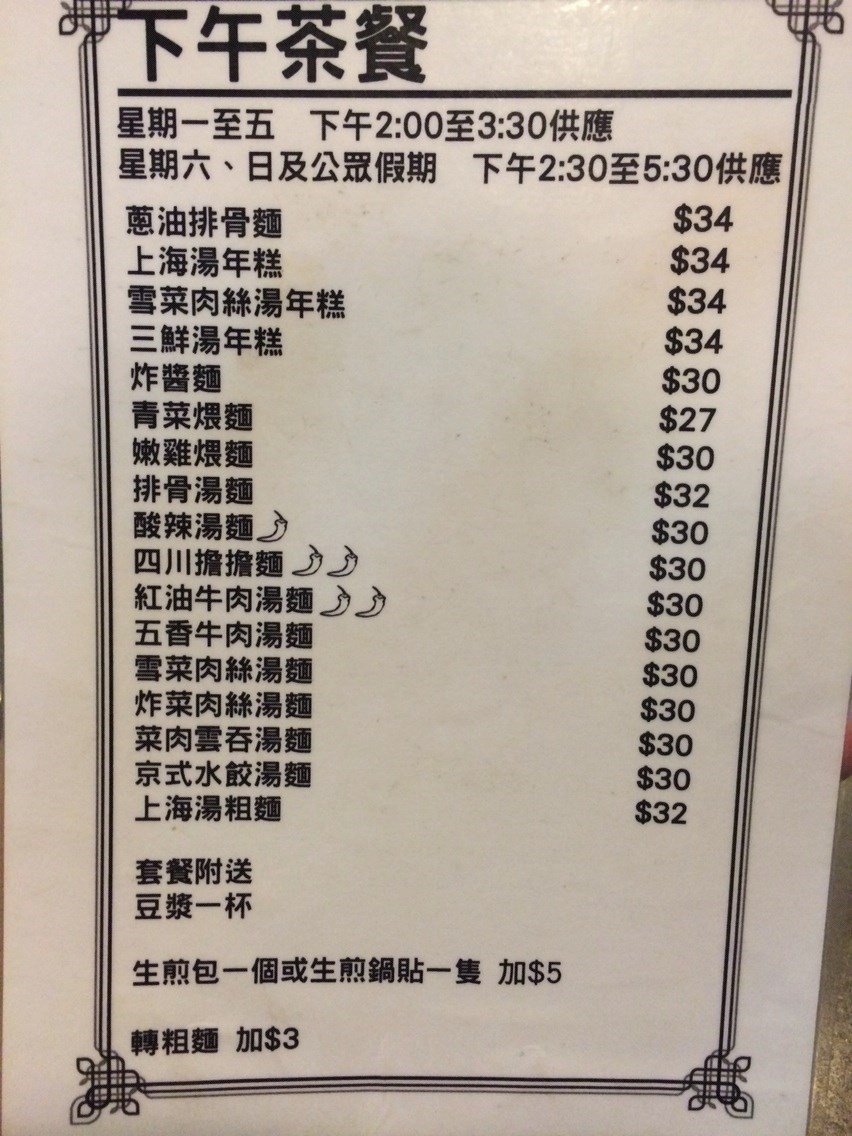 下午茶餐
星期一至五 下午2:00至3:30供應
星期六、日及公眾假期 下午2:30至5:30供應
蔥油排骨麵 $34
上海湯年糕 $34
雪菜肉絲湯年糕 $34
三鮮湯年糕 $34
炸醬麵 $30
青菜煨麵 $27
嫩雞煨麵 $30
排骨湯麵 $32
酸辣湯麵 $30
四川擔擔麵 $30
紅油牛肉湯麵 $30
五香牛肉湯麵 $30
雪菜肉絲湯麵 $30
炸菜肉絲湯麵 $30
菜肉雲吞湯麵 $30
京式水餃湯麵 $30
上海湯粗麵 $32
套餐附送
豆漿一杯
生煎包一個或生煎鍋貼一隻 加$5
轉粗麵 加$3